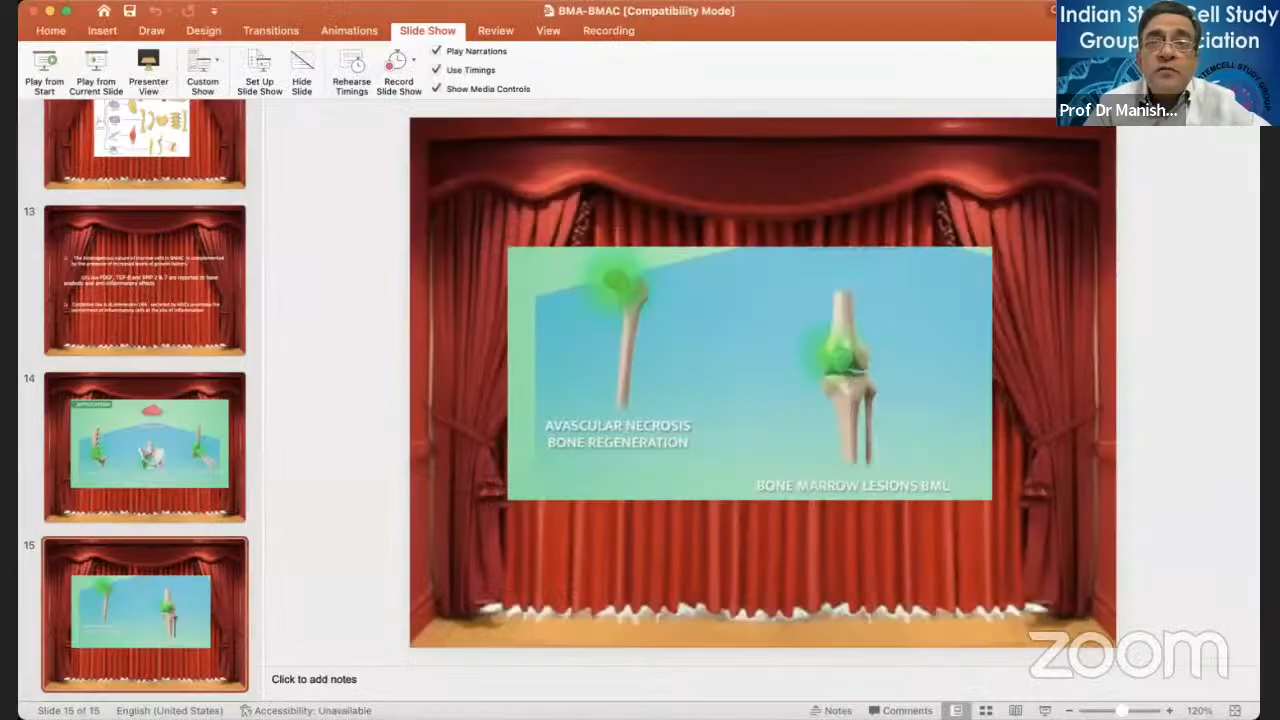 BMA-BMAC [Compatibility Mode]
Home Insert Draw Design Transitions Animations Slide Show Review View Recording
Play from Start
Play from Current Slide
Presenter View
Custom Show
Set Up Slide Show
Hide Slide
Rehearse Timings
Record Slide Show
Play Narrations
Use Timings
Show Media Controls
Indian Stem Cell Study
Group Association
Prof Dr Manish...
13
14
15
AVASCULAR NECROSIS
BONE REGENERATION
BONE MARROW LESIONS BML
zoom
Click to add notes
Slide 15 of 15 English (United States) Accessibility: Unavailable Notes Comments 120%